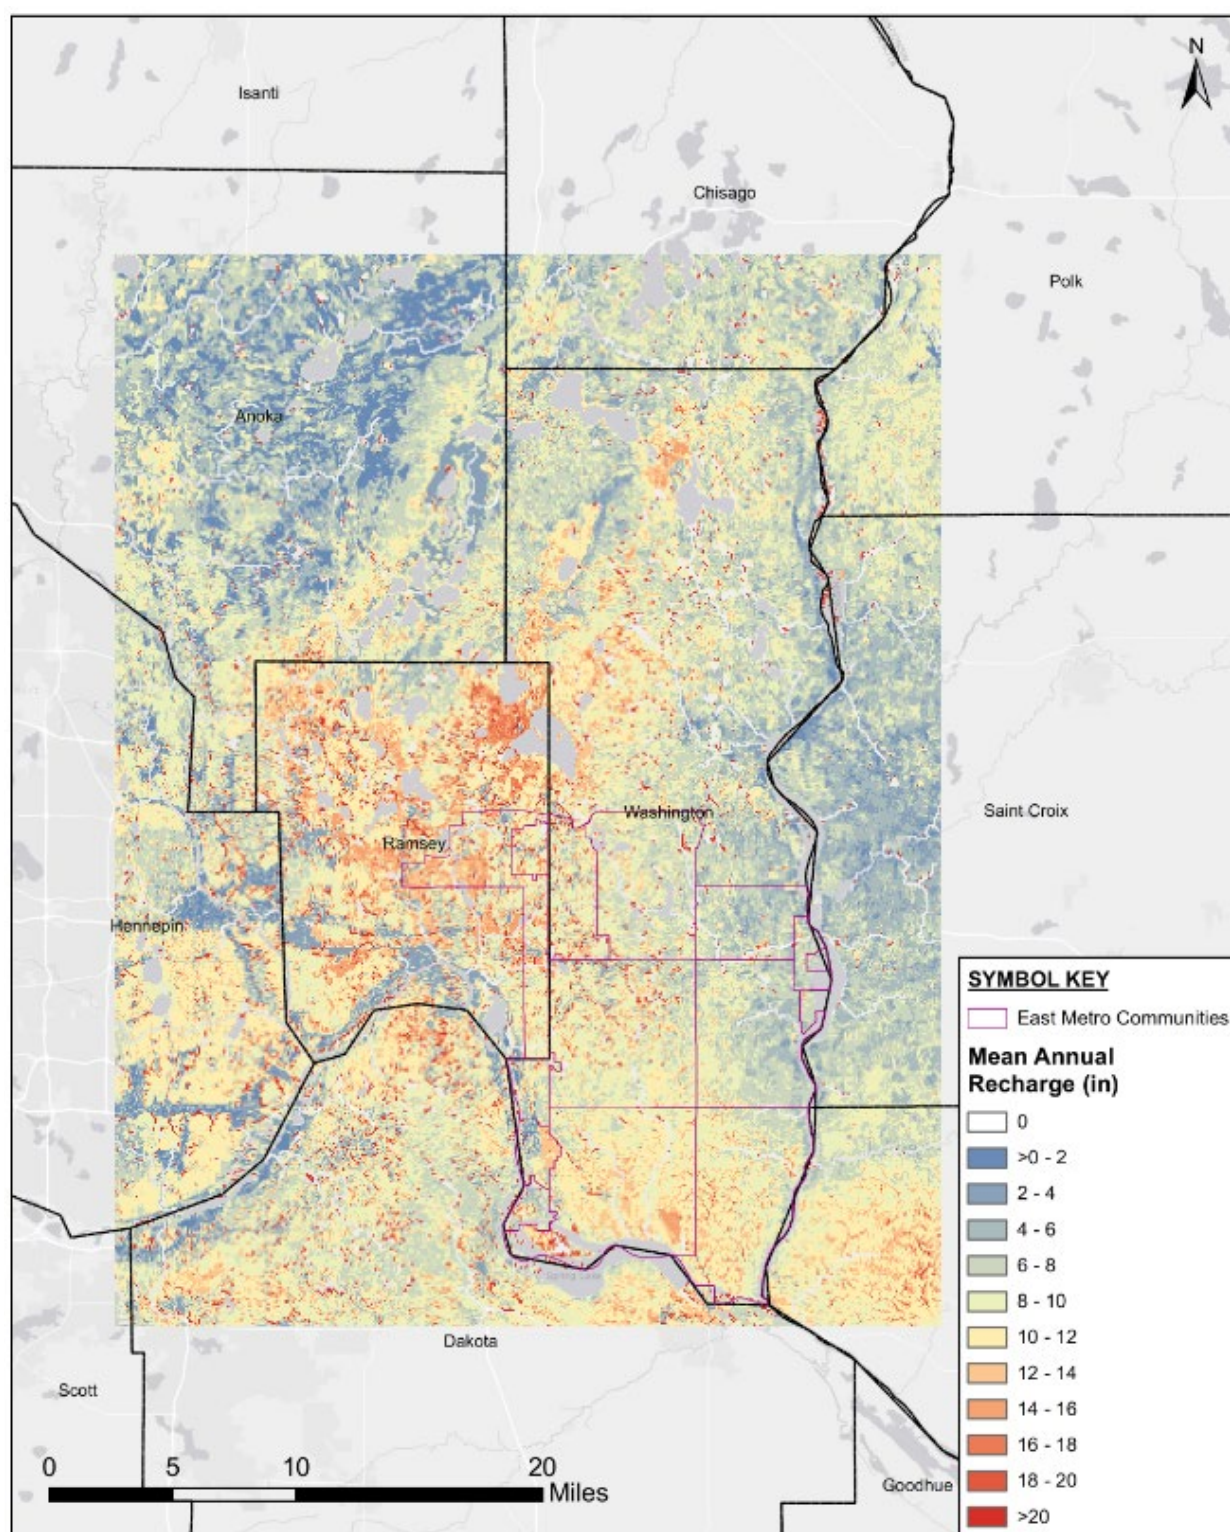 N
Isanti
Chisago
Polk
Anoka
Washington
Saint Croix
Ramsey
Hennepin
SYMBOL KEY
East Metro Communities
Mean Annual
Recharge (in)
0
>0 - 2
2 - 4
4 - 6
6 - 8
8 - 10
10 - 12
12 - 14
14 - 16
16 - 18
18 - 20
>20
Spring Lake
Dakota
Scott
Goodhue
0 5 10 20
Miles